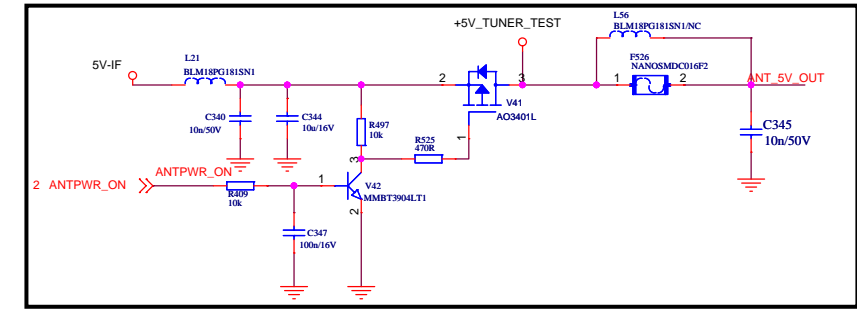 +5V_TUNER_TEST
L56
BLM18PG181SN1/NC
5V-IF
L21
BLM18PG181SN1
2
3
V41
AO3401L
1
F526
NANOSMDC016F2
1
2
ANT_5V_OUT
C340
10n/50V
C344
10u/16V
R497
10k
R525
470R
1
C345
10n/50V
2 ANTPWR_ON
ANTPWR_ON
R409
10k
1
3
V42
MMBT3904LT1
2
C347
100n/16V